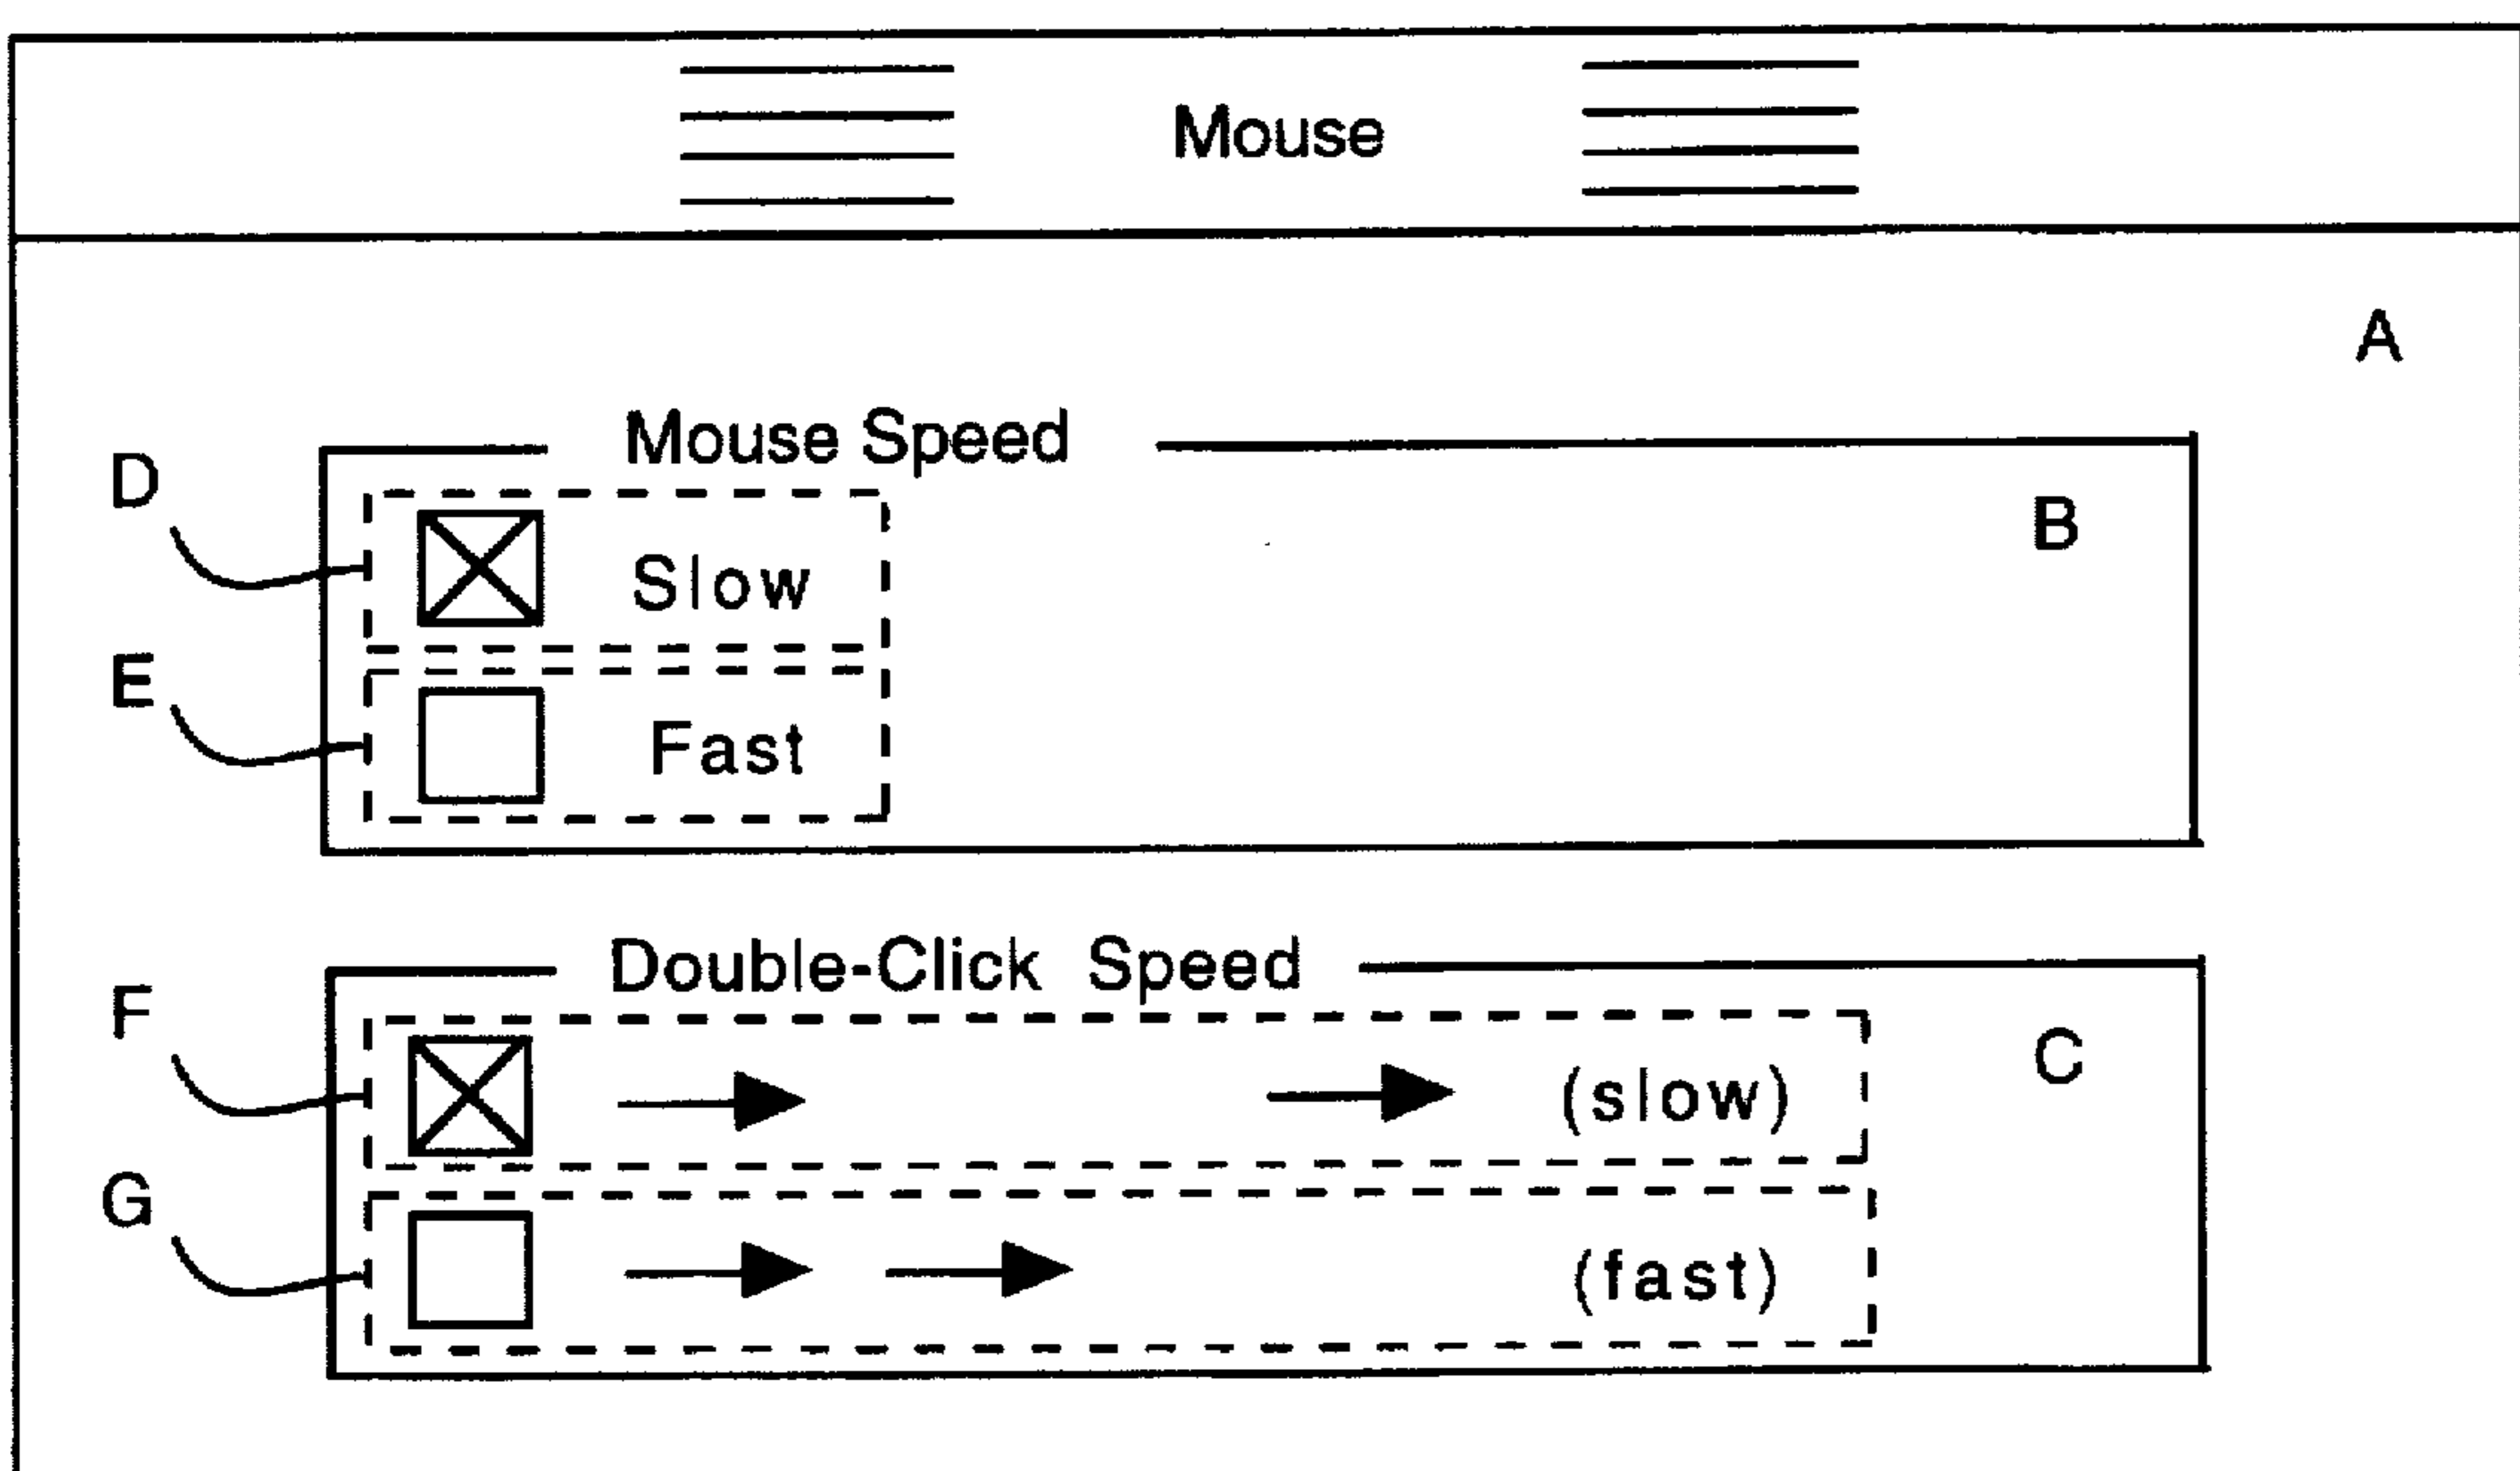 Mouse
A
Mouse Speed
D
B
Slow
E
Fast
Double-Click Speed
F
C
(slow)
G
(fast)